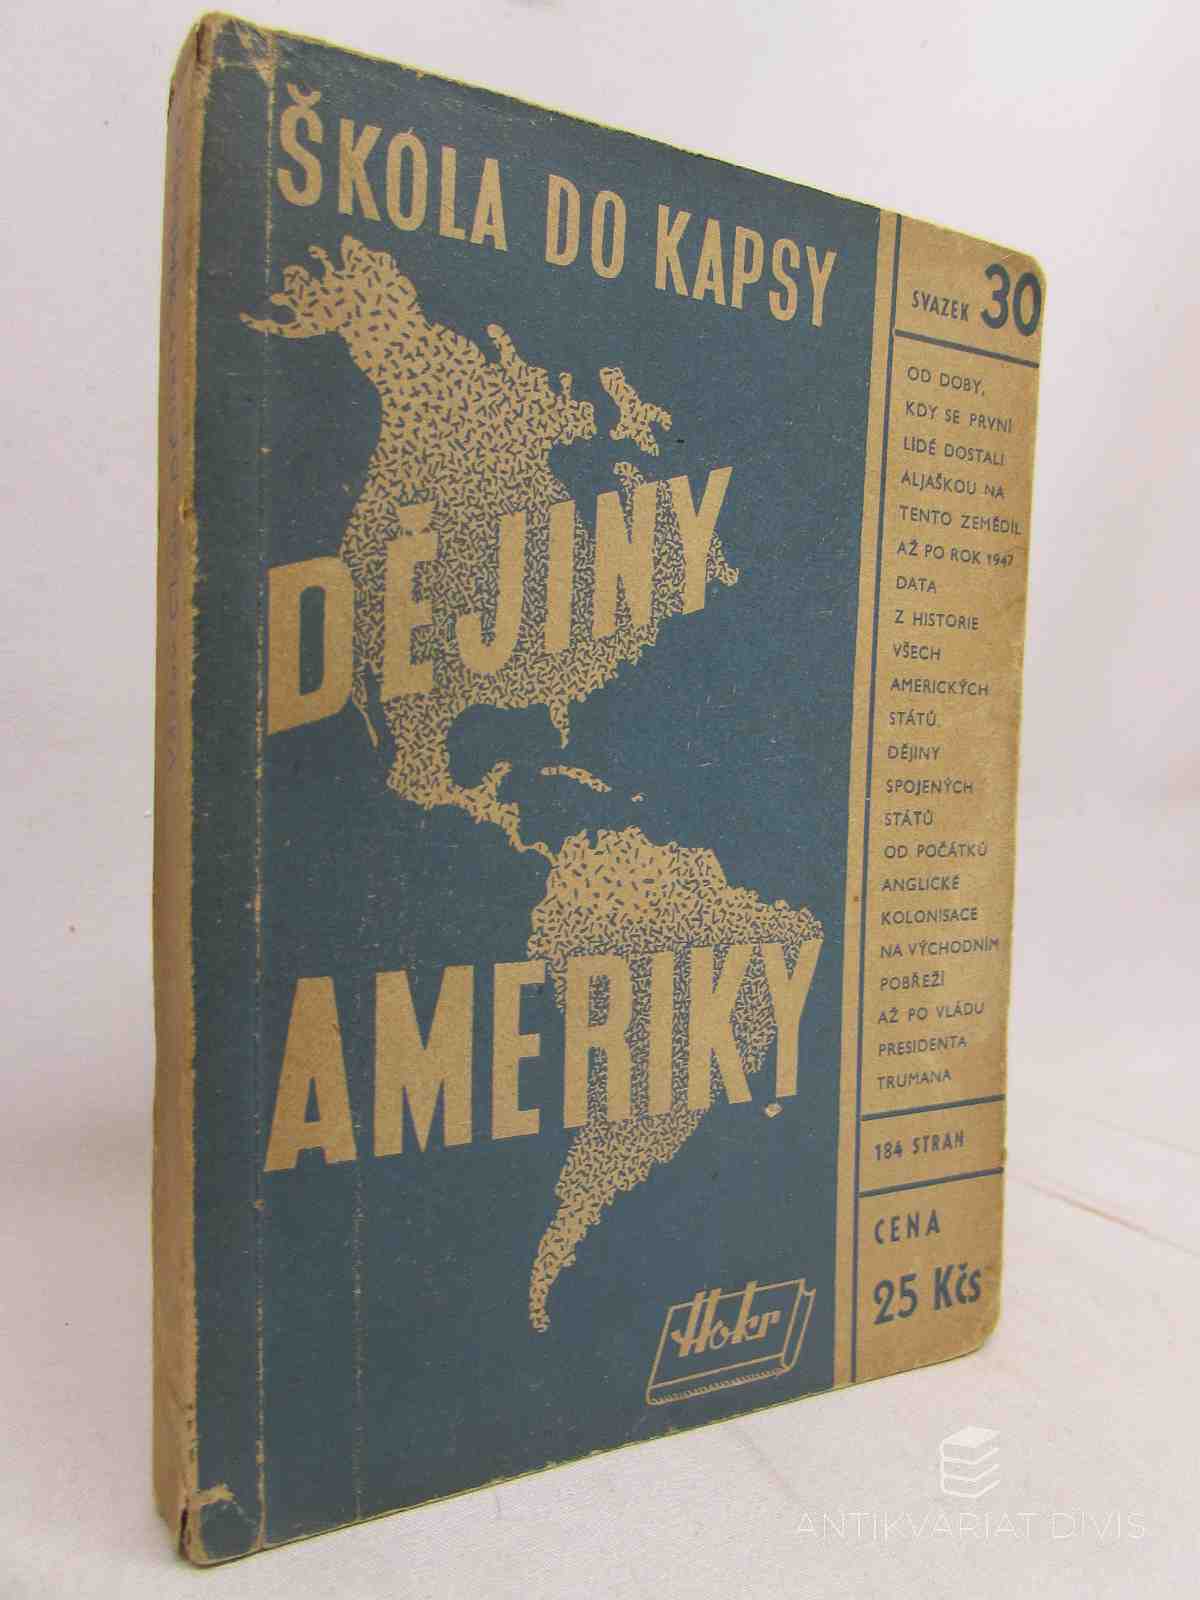 ŠKOLA DO KAPSY
DĚJINY
AMERIKY
Hokr
SVAZEK 30
OD DOBY,
KDY SE PRVNÍ
LIDÉ DOSTALI
ALJAŠKOU NA
TENTO ZEMĚDÍL
AŽ PO ROK 1947
DATA
Z HISTORIE
VŠECH
AMERICKÝCH
STÁTŮ.
DĚJINY
SPOJENÝCH
STÁTŮ
OD POČÁTKŮ
ANGLICKÉ
KOLONISACE
NA VÝCHODNÍM
POBŘEŽÍ
AŽ PO VLÁDU
PRESIDENTA
TRUMANA
184 STRAN
CENA
25 Kčs
ANTIKVARIAT DIVIS